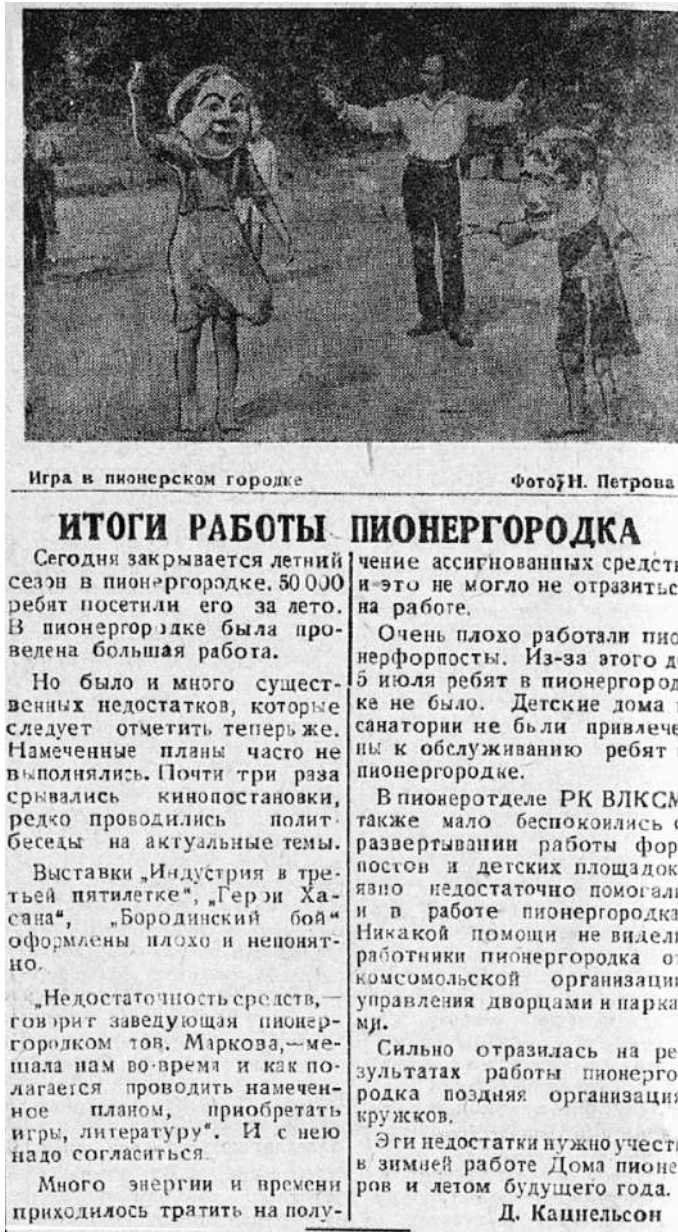 Игра в пионерском городке
Фото Н. Петрова
ИТОГИ РАБОТЫ ПИОНЕРГОРОДКА
Сегодня закрывается летний
сезон в пионергородке. 50 000
ребят посетили его за лето.
В пионергородке была про-
ведена большая работа.
Но было и много сущест-
венных недостатков, которые
следует отметить теперь же.
Намеченные планы часто не
выполнялись. Почти три раза
срывались кинопостановки,
редко проводились полит-
беседы на актуальные темы.
Выставки „Индустрия в тре-
тьей пятилетке“, „Герои Ха-
сана“, „Бородинский бой“
оформлены плохо и непонят-
но.
„Недостаточность средств,—
говорит заведующая пионер-
городком тов. Маркова,—ме-
шала нам во-время и как по-
лагается проводить намечен-
ное планом, приобретать
игры, литературу“. И с нею
надо согласиться.
Много энергии и времени
приходилось тратить на полу-
чение ассигнованных средств
и это не могло не отразитьс
на работе.
Очень плохо работали пио
нерфорпосты. Из-за этого д
5 июля ребят в пионергород
ке не было. Детские дома
санатории не были привлече
ны к обслуживанию ребят
пионергородке.
В пионеротделе РК ВЛКСМ
также мало беспокоились о
развертывании работы фор
постов и детских площадок
явно недостаточно помогали
и в работе пионергородка
Никакой помощи не видели
работники пионергородка от
комсомольской организации
управления дворцами и парка
ми.
Сильно отразилась на ре
зультатах работы пионерго
родка поздняя организация
кружков.
Эти недостатки нужно учесть
в зимней работе Дома пионе
ров и летом будущего года.
Д. Кацнельсон